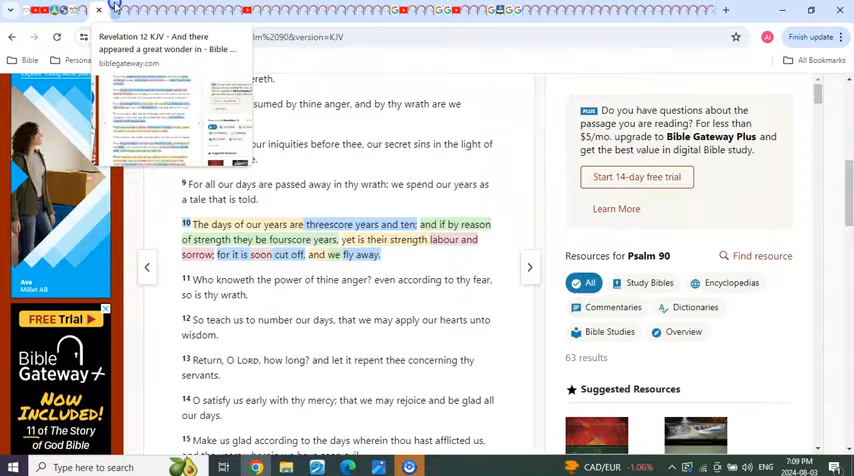 Revelation 12 KJV - And there
appeared a great wonder in - Bible ...
biblegateway.com
lm%2090&version=KJV
AI
Finish update
Bible
Persona
All Bookmarks
ereth.
nsumed by thine anger, and by thy wrath are we
our iniquities before thee, our secret sins in the light of
e.
9 For all our days are passed away in thy wrath: we spend our years as
a tale that is told.
10 The days of our years are threescore years and ten; and if by reason
of strength they be fourscore years, yet is their strength labour and
sorrow; for it is soon cut off, and we fly away.
11 Who knoweth the power of thine anger? even according to thy fear,
so is thy wrath.
12 So teach us to number our days, that we may apply our hearts unto
wisdom.
13 Return, O LORD, how long? and let it repent thee concerning thy
servants.
14 O satisfy us early with thy mercy; that we may rejoice and be glad all
our days.
15 Make us glad according to the days wherein thou hast afflicted us,
Ava
Millet AB
FREE Trial
Bible
Gateway+
NOW
INCLUDED!
11 of The Story
of God Bible
PLUS Do you have questions about the
passage you are reading? For less than
$5/mo. upgrade to Bible Gateway Plus and
get the best value in digital Bible study.
Start 14-day free trial
Learn More
Resources for Psalm 90
Find resource
All
Study Bibles
Encyclopedias
Commentaries
Dictionaries
Bible Studies
Overview
63 results
Suggested Resources
Type here to search
CAD/EUR -1.06%
ENG
7:09 PM
2024-08-03